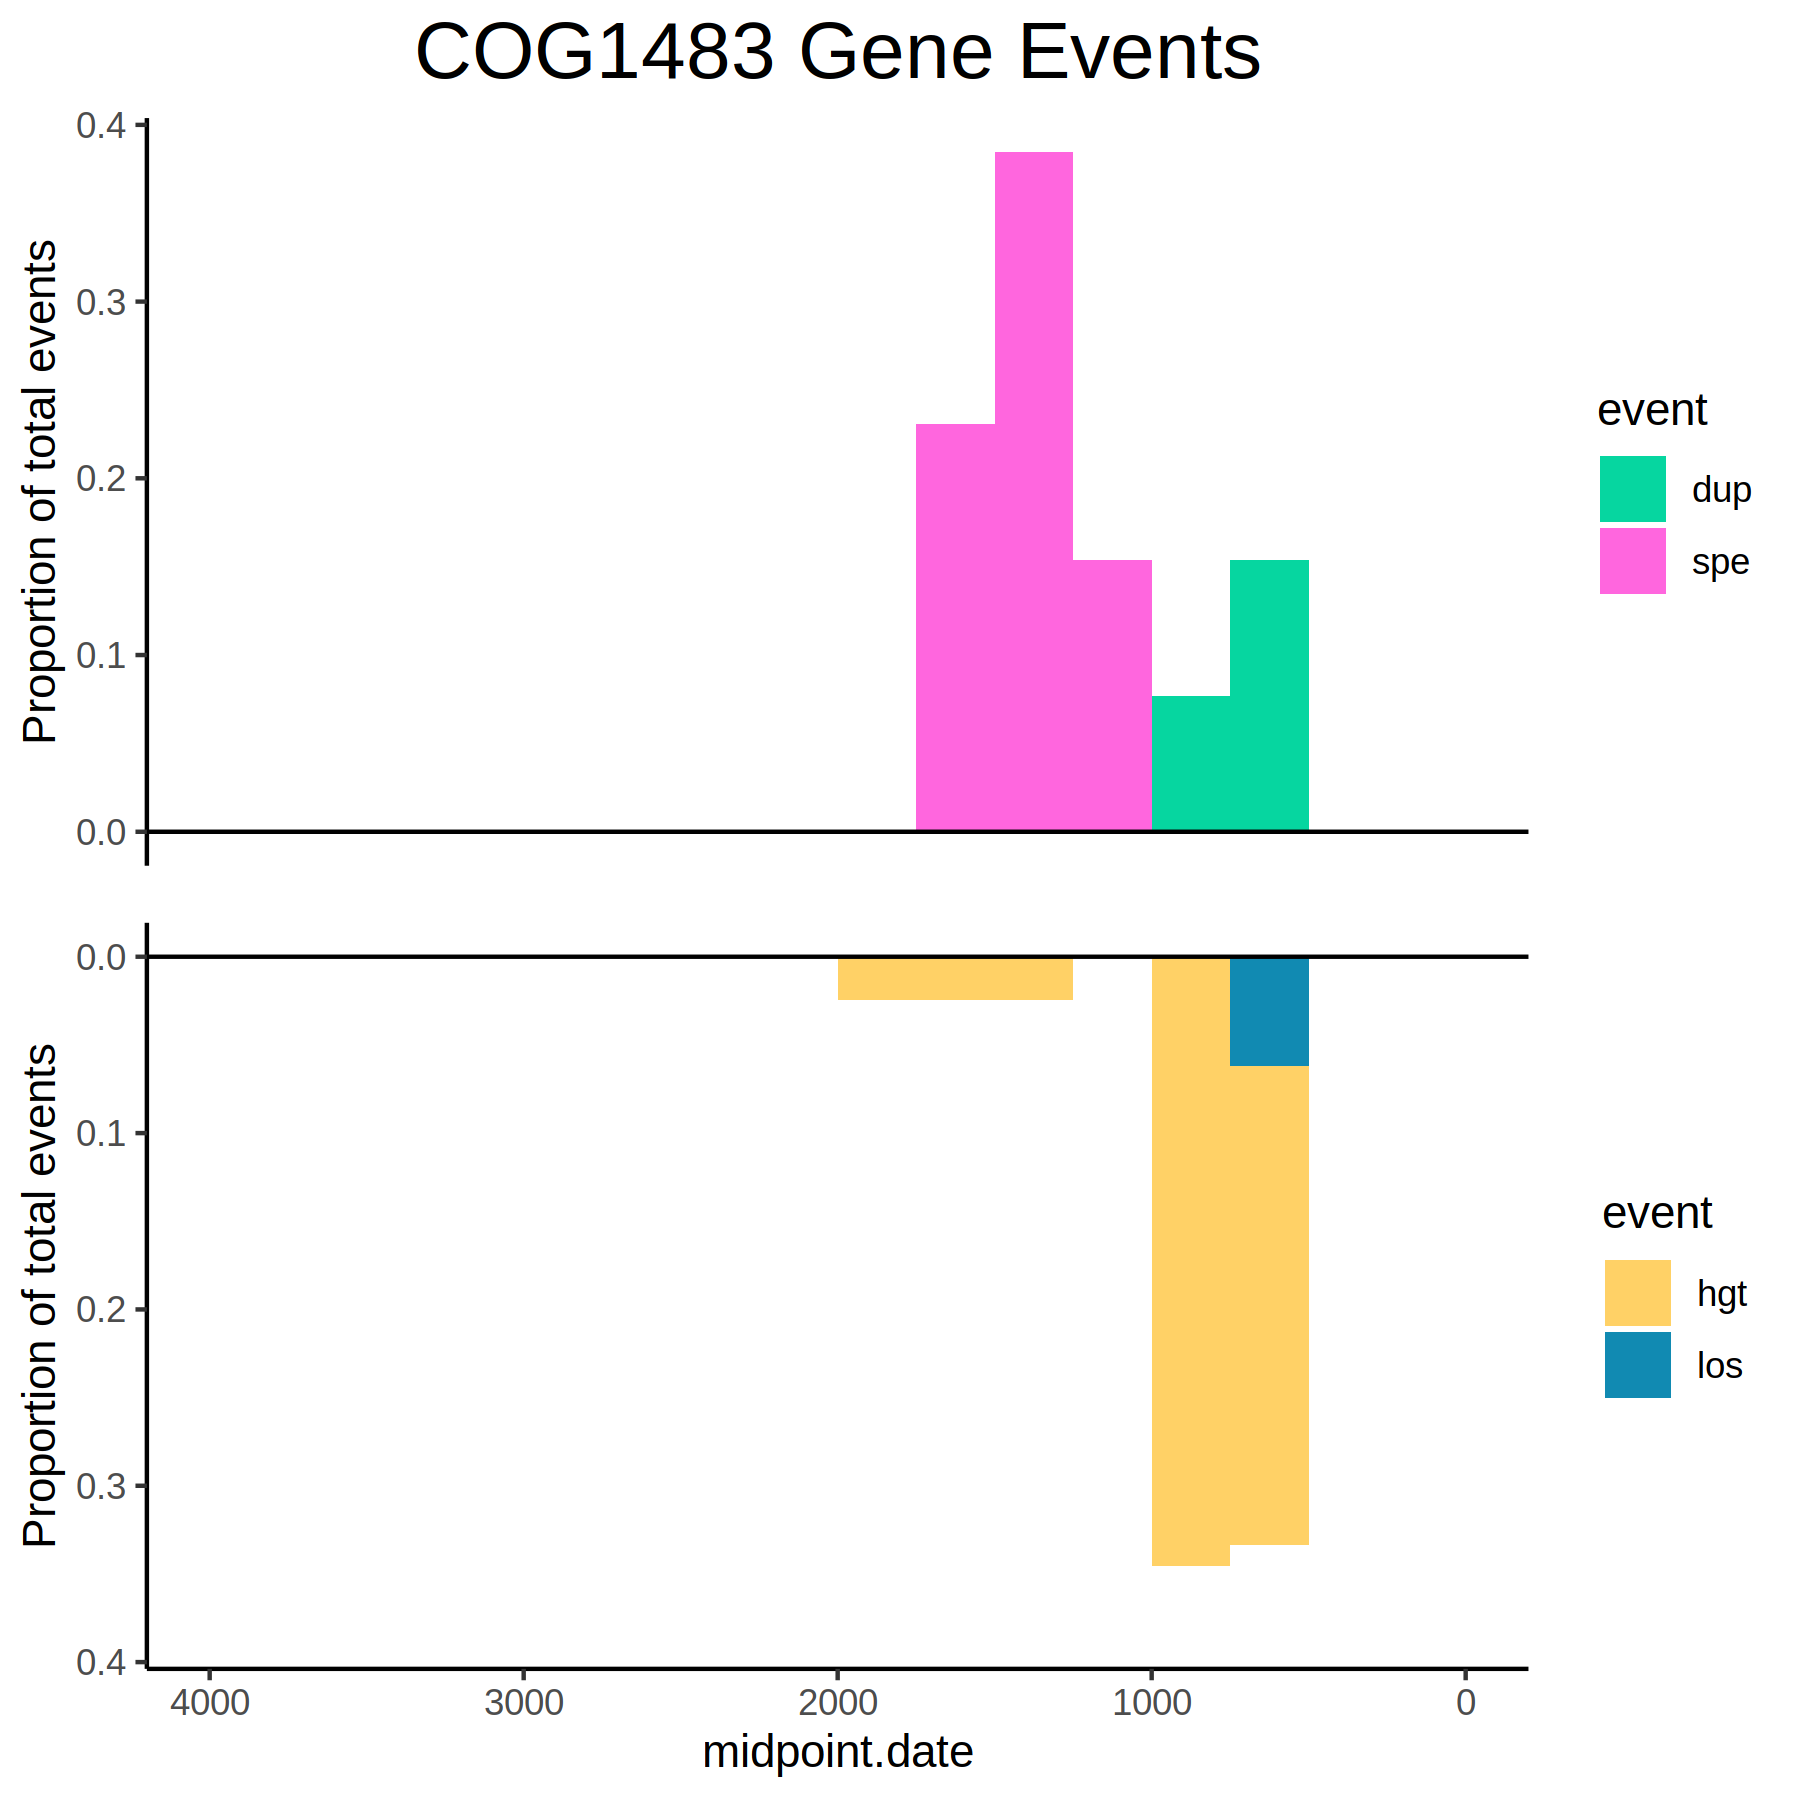 COG1483 Gene Events
Proportion of total events
0.4
0.3
0.2
0.1
0.0
event
dup
spe
Proportion of total events
0.0
0.1
0.2
0.3
0.4
event
hgt
los
4000 3000 2000 1000 0
midpoint.date